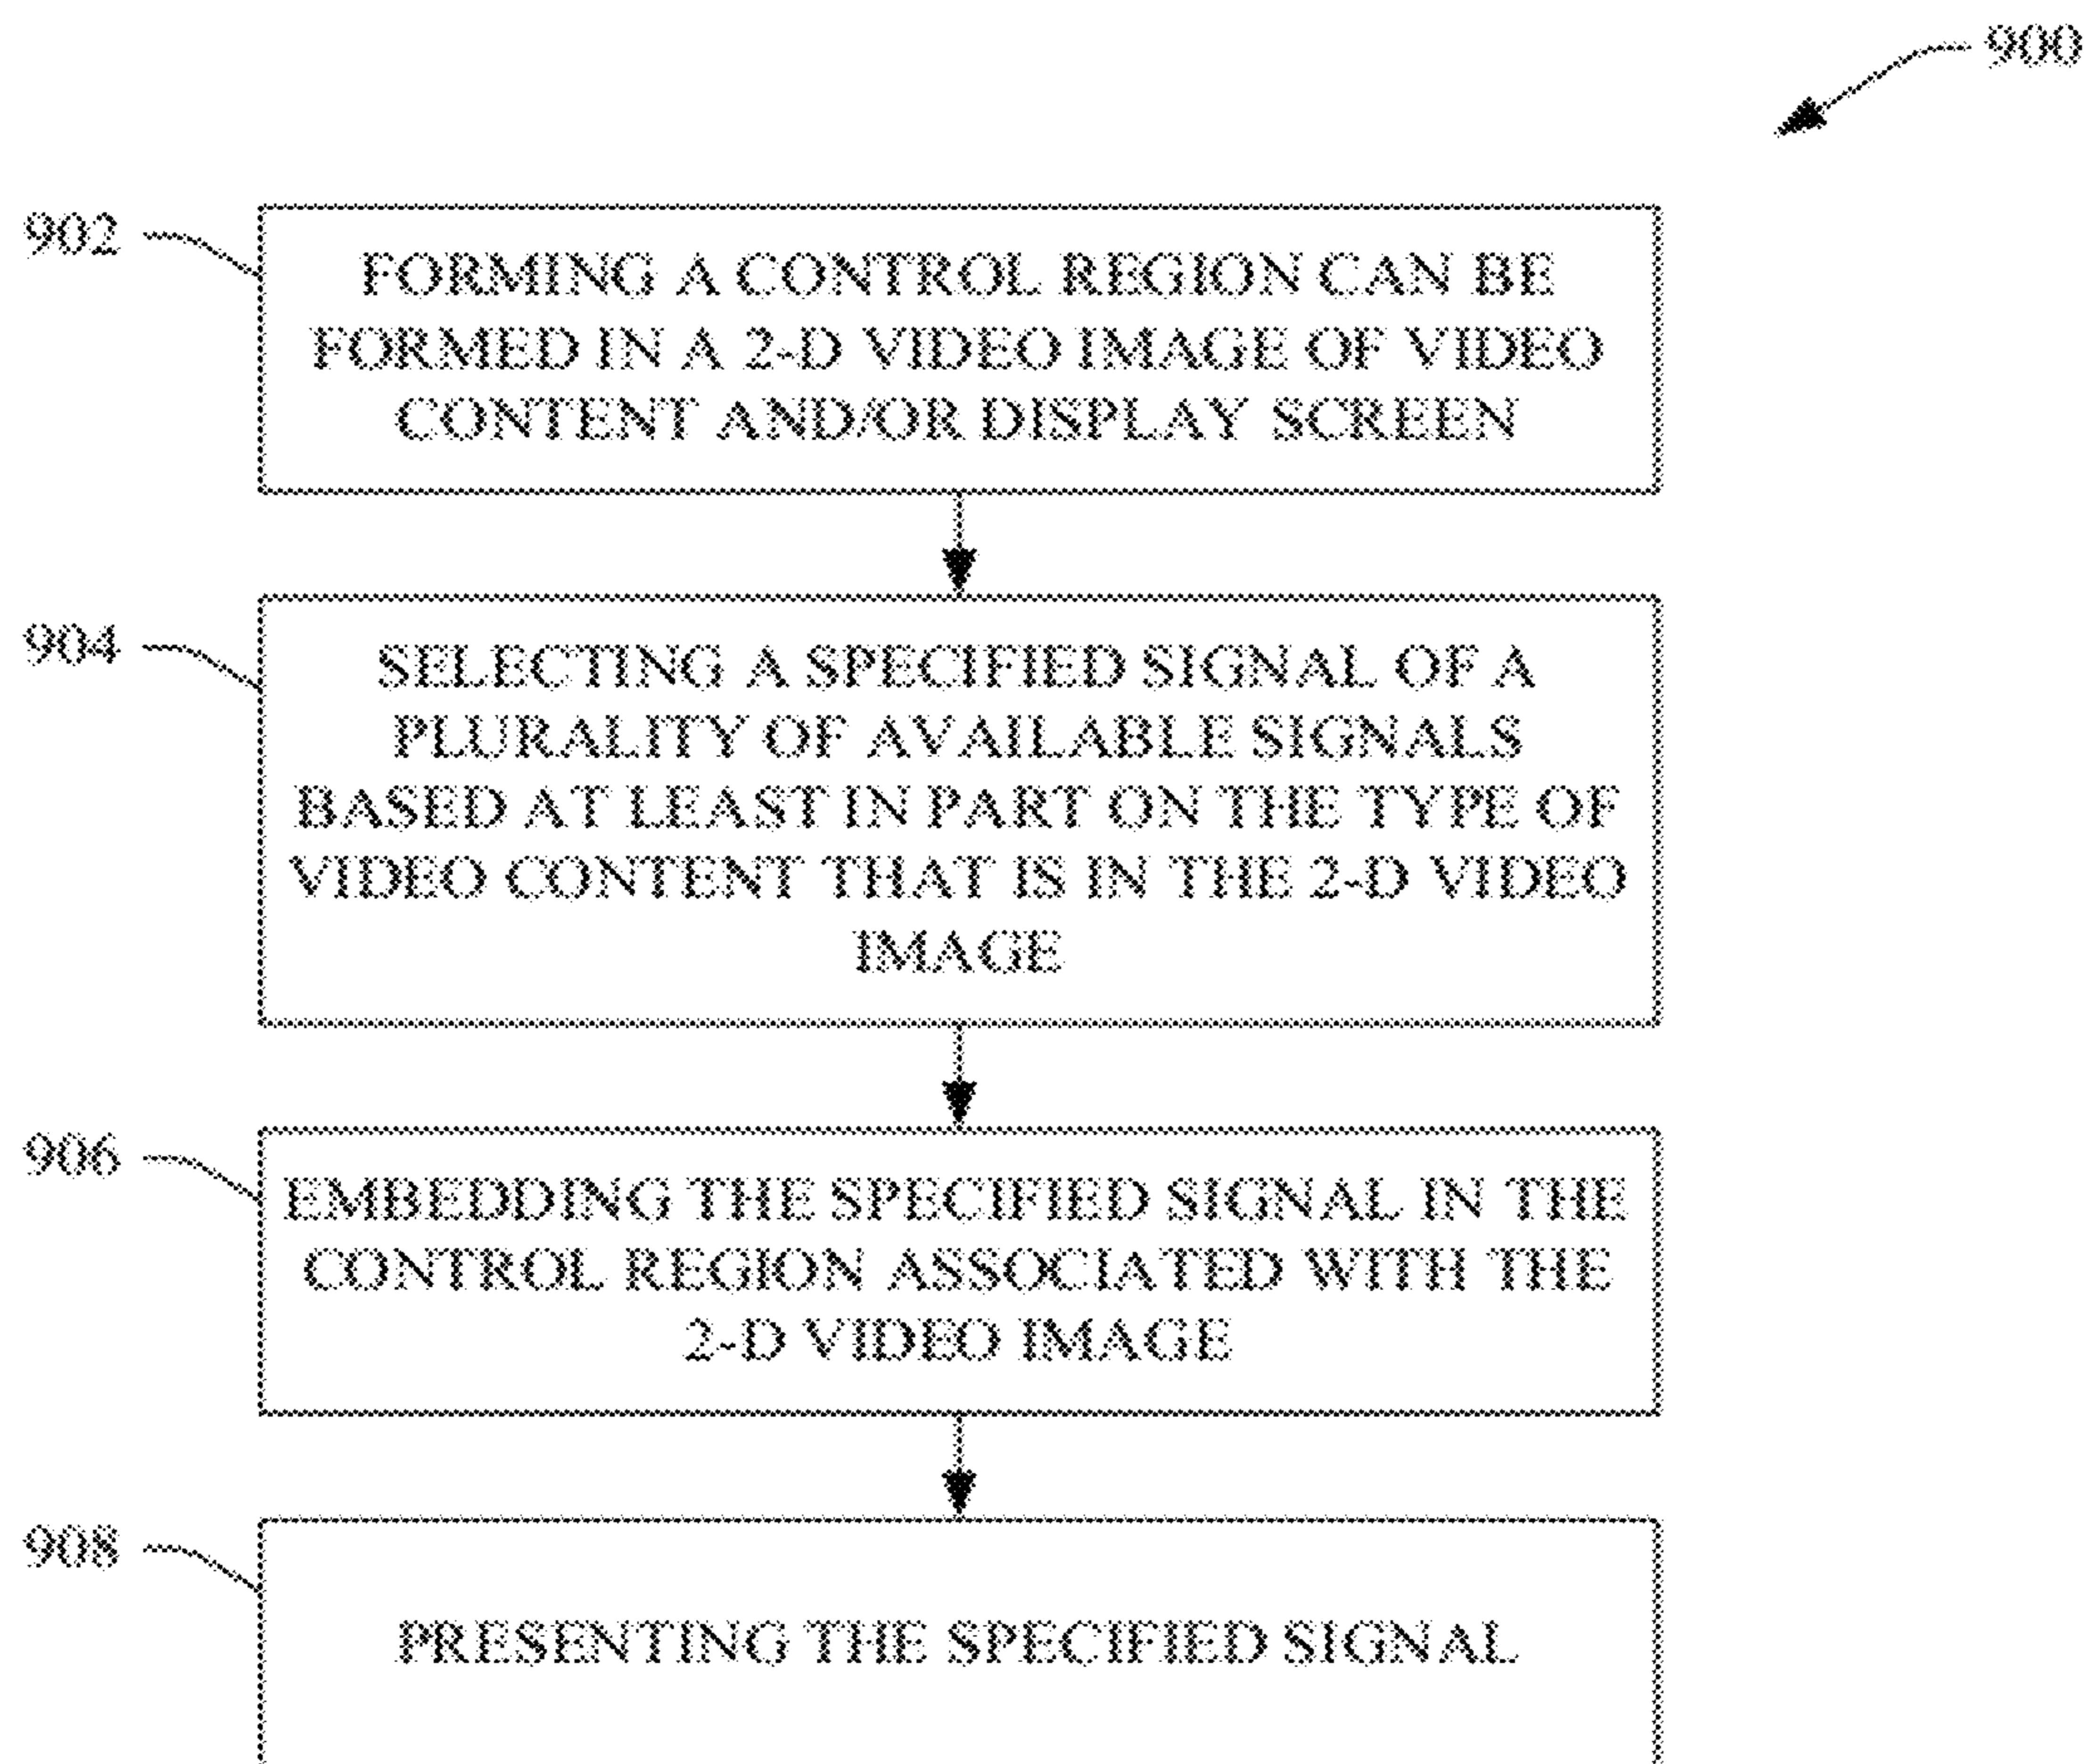 900
902
FORMING A CONTROL REGION CAN BE
FORMED IN A 2-D VIDEO IMAGE OF VIDEO
CONTENT AND/OR DISPLAY SCREEN
904
SELECTING A SPECIFIED SIGNAL OF A
PLURALITY OF AVAILABLE SIGNALS
BASED AT LEAST IN PART ON THE TYPE OF
VIDEO CONTENT THAT IS IN THE 2-D VIDEO
IMAGE
906
EMBEDDING THE SPECIFIED SIGNAL IN THE
CONTROL REGION ASSOCIATED WITH THE
2-D VIDEO IMAGE
908
PRESENTING THE SPECIFIED SIGNAL